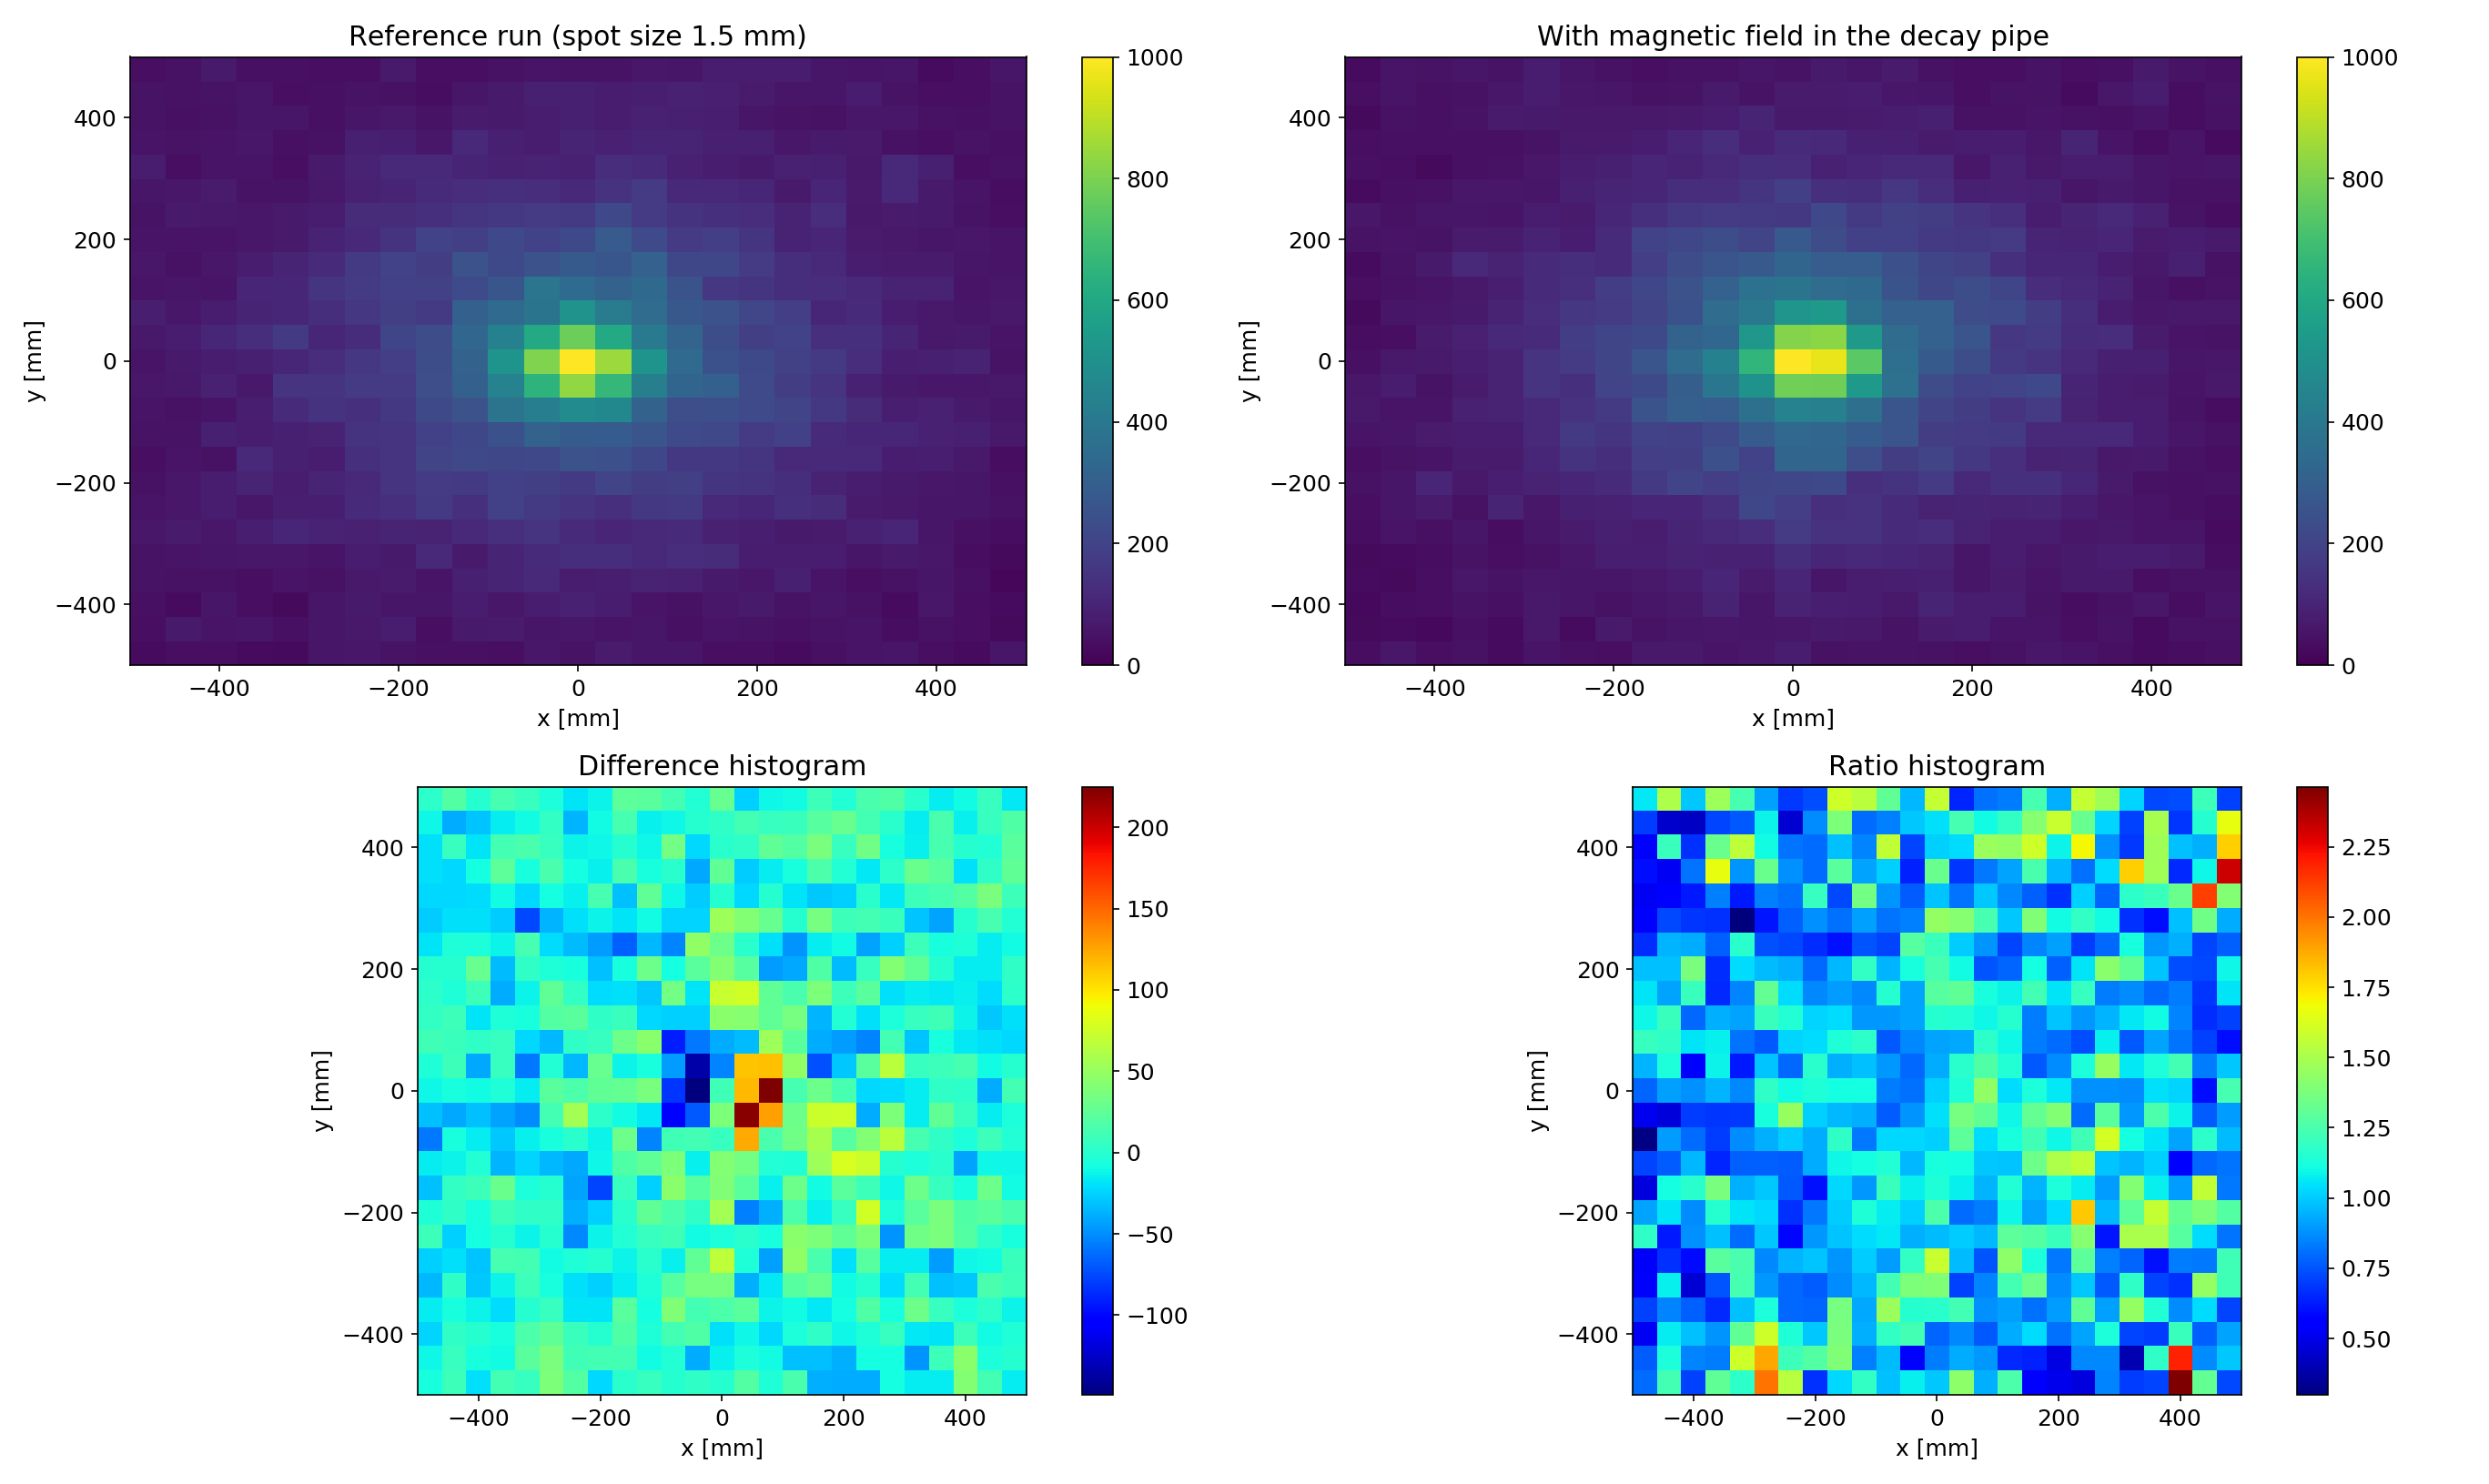 Reference run (spot size 1.5 mm)
With magnetic field in the decay pipe
400
200
0
−200
−400
y [mm]
−400 −200 0 200 400
x [mm]
1000
800
600
400
200
0
400
200
0
−200
−400
y [mm]
−400 −200 0 200 400
x [mm]
1000
800
600
400
200
0
Difference histogram
Ratio histogram
400
200
0
−200
−400
y [mm]
−400 −200 0 200 400
x [mm]
200
150
100
50
0
−50
−100
400
200
0
−200
−400
y [mm]
−400 −200 0 200 400
x [mm]
2.25
2.00
1.75
1.50
1.25
1.00
0.75
0.50